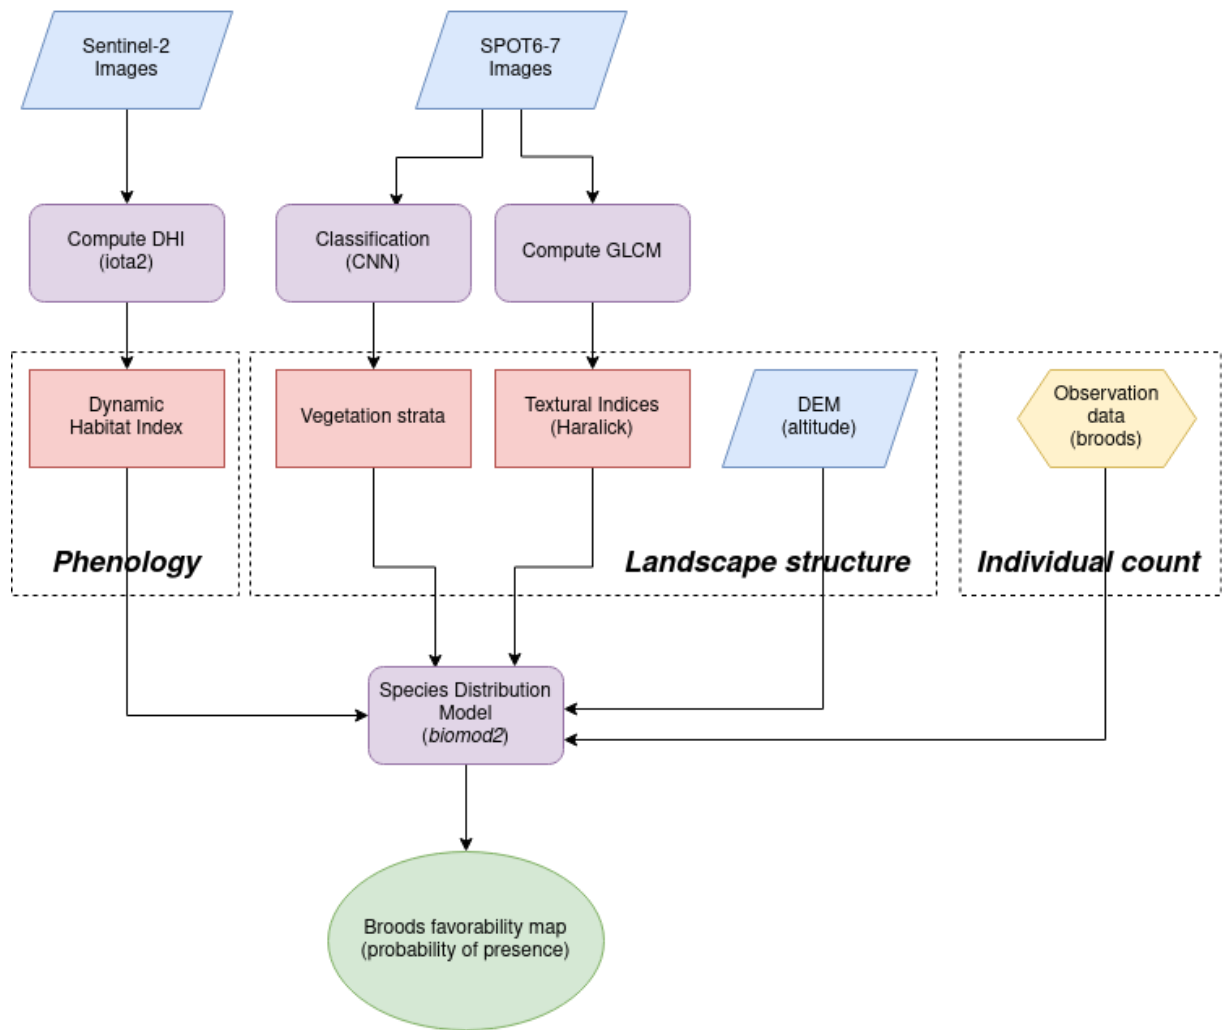 Sentinel-2
Images
SPOT6-7
Images
Compute DHI
(iota2)
Classification
(CNN)
Compute GLCM
Dynamic
Habitat Index
Vegetation strata
Textural Indices
(Haralick)
DEM
(altitude)
Observation
data
(broods)
Phenology
Landscape structure
Individual count
Species Distribution
Model
(biomod2)
Broods favorability map
(probability of presence)